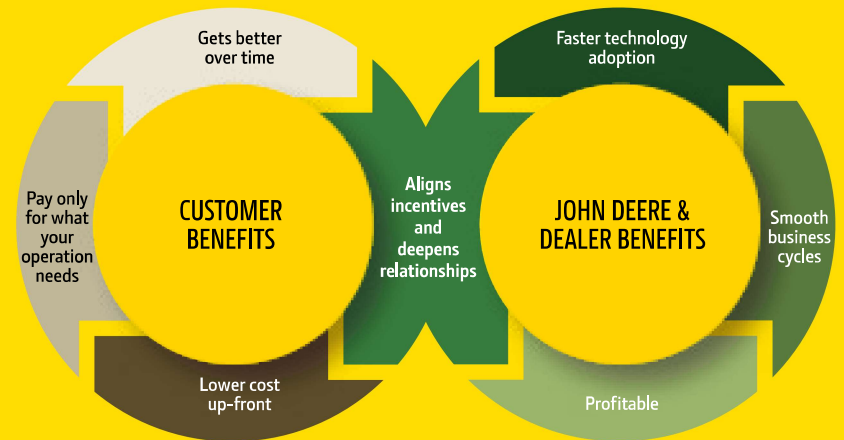 Gets better
over time
Pay only
for what
your
operation
needs
CUSTOMER
BENEFITS
Lower cost
up-front
Aligns
incentives
and
deepens
relationships
Faster technology
adoption
JOHN DEERE &
DEALER BENEFITS
Smooth
business
cycles
Profitable